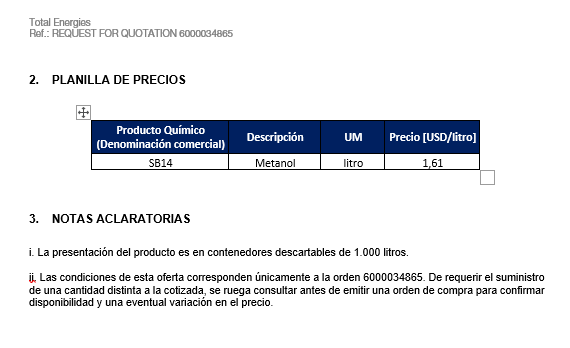 Total Energies
Ref.: REQUEST FOR QUOTATION 6000034865
2. PLANILLA DE PRECIOS
Producto Químico (Denominación comercial) Descripción UM Precio [USD/litro]
SB14 Metanol litro 1,61
3. NOTAS ACLARATORIAS
i. La presentación del producto es en contenedores descartables de 1.000 litros.
ii. Las condiciones de esta oferta corresponden únicamente a la orden 6000034865. De requerir el suministro
de una cantidad distinta a la cotizada, se ruega consultar antes de emitir una orden de compra para confirmar
disponibilidad y una eventual variación en el precio.